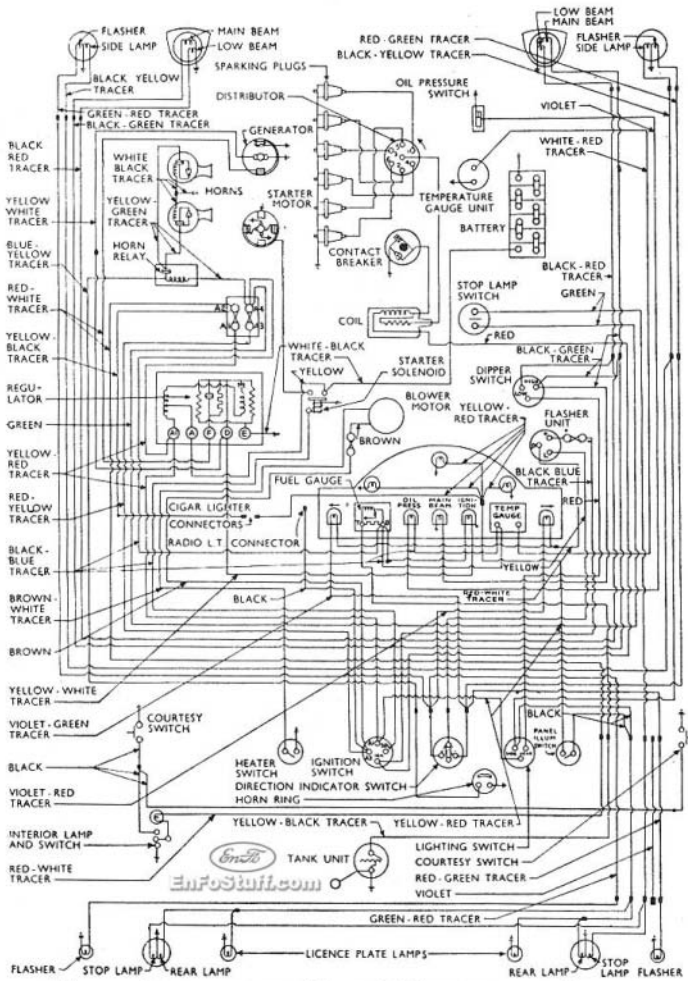 FLASHER
SIDE LAMP
MAIN BEAM
LOW BEAM
SPARKING PLUGS
RED-GREEN TRACER
BLACK-YELLOW TRACER
LOW BEAM
MAIN BEAM
FLASHER
SIDE LAMP
BLACK YELLOW
TRACER
DISTRIBUTOR
OIL PRESSURE
SWITCH
VIOLET
GREEN-RED TRACER
BLACK-GREEN TRACER
GENERATOR
WHITE-RED
TRACER
BLACK
RED
TRACER
WHITE
BLACK
TRACER
HORNS
STARTER
MOTOR
TEMPERATURE
GAUGE UNIT
BATTERY
YELLOW
WHITE
TRACER
YELLOW-
GREEN
TRACER
BLUE-
YELLOW
TRACER
HORN
RELAY
CONTACT
BREAKER
BLACK-RED
TRACER
STOP LAMP
SWITCH
GREEN
RED-
WHITE
TRACER
A2
A4
A1
A3
COIL
RED
YELLOW-
BLACK
TRACER
WHITE-BLACK
TRACER
YELLOW
STARTER
SOLENOID
BLACK-GREEN
TRACER
DIPPER
SWITCH
REGU-
LATOR
BLOWER
MOTOR
YELLOW-
RED TRACER
FLASHER
UNIT
GREEN
A1
A
F
D
E
BROWN
YELLOW-
RED
TRACER
FUEL GAUGE
BLACK BLUE
TRACER
RED
RED-
YELLOW
TRACER
CIGAR LIGHTER
CONNECTORS
OIL
PRESS
MAIN
BEAM
IGNI-
TION
TEMP
GAUGE
RADIO L.T. CONNECTOR
BLACK-
BLUE
TRACER
YELLOW
BROWN-
WHITE
TRACER
BLACK
RED-WHITE
TRACER
BROWN
YELLOW-WHITE
TRACER
VIOLET-GREEN
TRACER
COURTESY
SWITCH
BLACK
PANEL
ILLUM
SWITCH
BLACK
HEATER
SWITCH
IGNITION
SWITCH
DIRECTION INDICATOR SWITCH
HORN RING
VIOLET-RED
TRACER
YELLOW-BLACK TRACER
YELLOW-RED TRACER
INTERIOR LAMP
AND SWITCH
LIGHTING SWITCH
TANK UNIT
COURTESY SWITCH
RED-WHITE
TRACER
EnFo
EnFoStuff.com
RED-GREEN TRACER
VIOLET
GREEN-RED TRACER
LICENCE PLATE LAMPS
FLASHER
STOP LAMP
REAR LAMP
REAR LAMP
STOP
LAMP
FLASHER